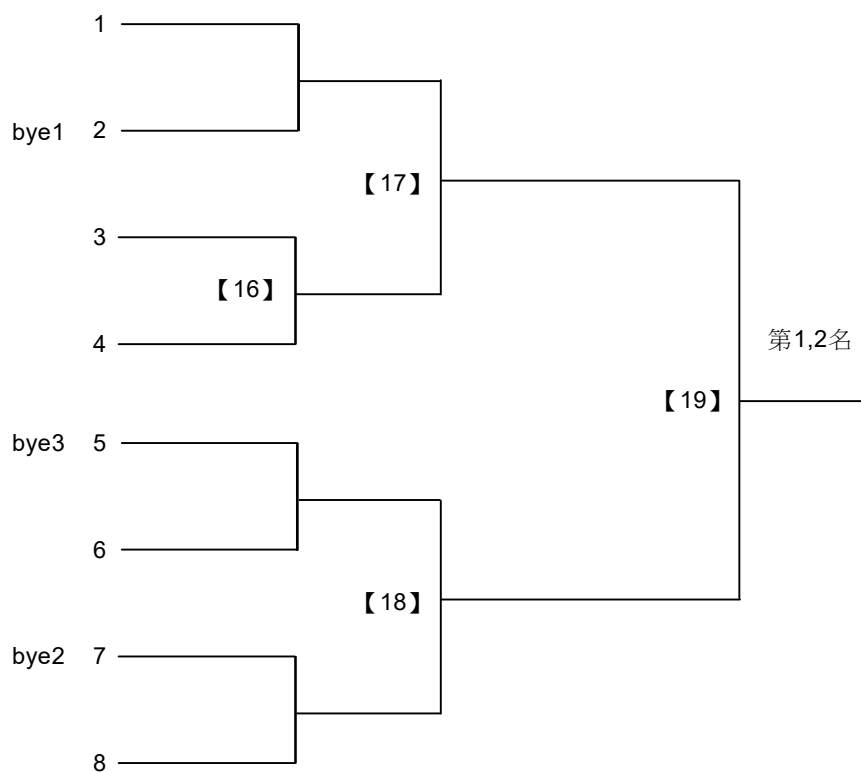 1
bye1 2
【17】
3
【16】
4
第1,2名
【19】
bye3 5
6
【18】
bye2 7
8